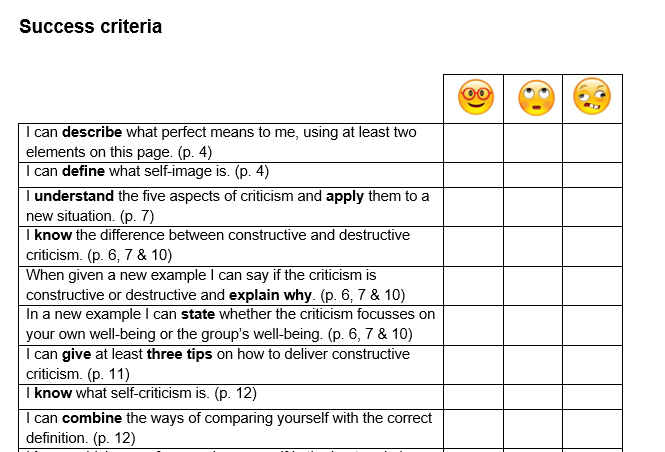 Success criteria
I can describe what perfect means to me, using at least two
elements on this page. (p. 4)
I can define what self-image is. (p. 4)
I understand the five aspects of criticism and apply them to a
new situation. (p. 7)
I know the difference between constructive and destructive
criticism. (p. 6, 7 & 10)
When given a new example I can say if the criticism is
constructive or destructive and explain why. (p. 6, 7 & 10)
In a new example I can state whether the criticism focusses on
your own well-being or the group's well-being. (p. 6, 7 & 10)
I can give at least three tips on how to deliver constructive
criticism. (p. 11)
I know what self-criticism is. (p. 12)
I can combine the ways of comparing yourself with the correct
definition. (p. 12)